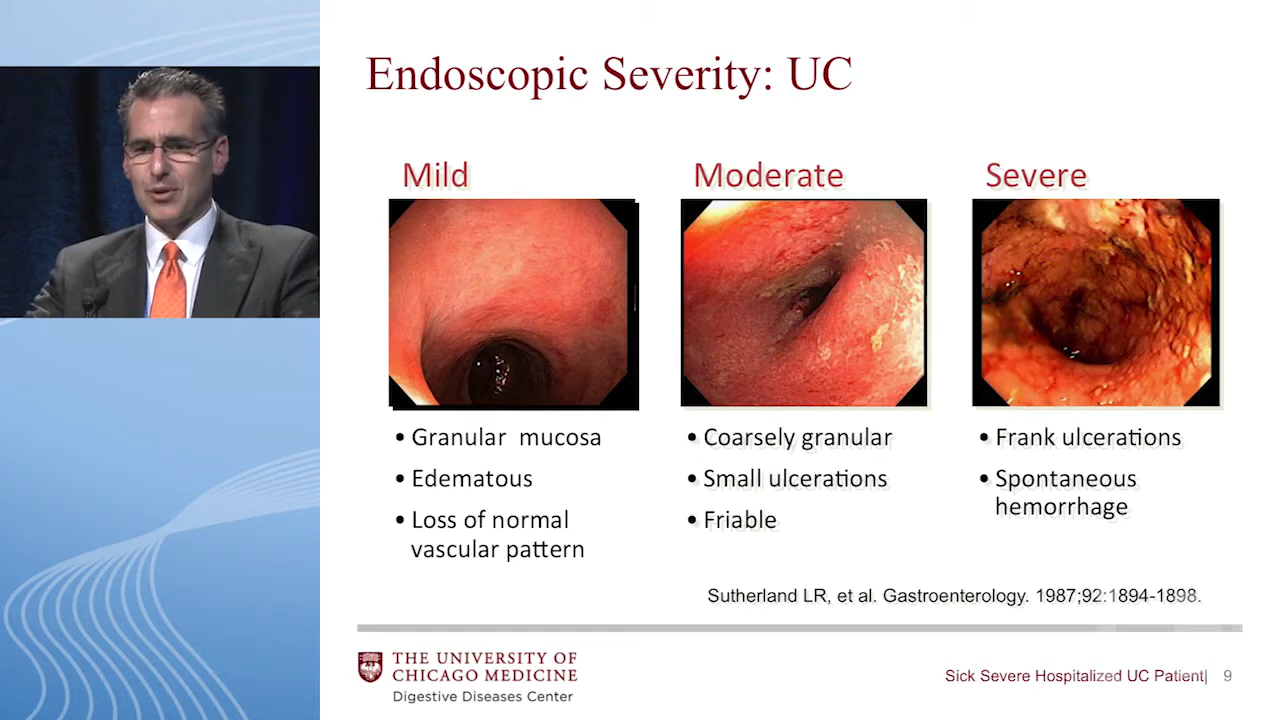 Endoscopic Severity: UC
Mild
• Granular mucosa
• Edematous
• Loss of normal
vascular pattern
Moderate
• Coarsely granular
• Small ulcerations
• Friable
Severe
• Frank ulcerations
• Spontaneous
hemorrhage
Sutherland LR, et al. Gastroenterology. 1987;92:1894-1898.
THE UNIVERSITY OF
CHICAGO MEDICINE
Digestive Diseases Center
Sick Severe Hospitalized UC Patient| 9